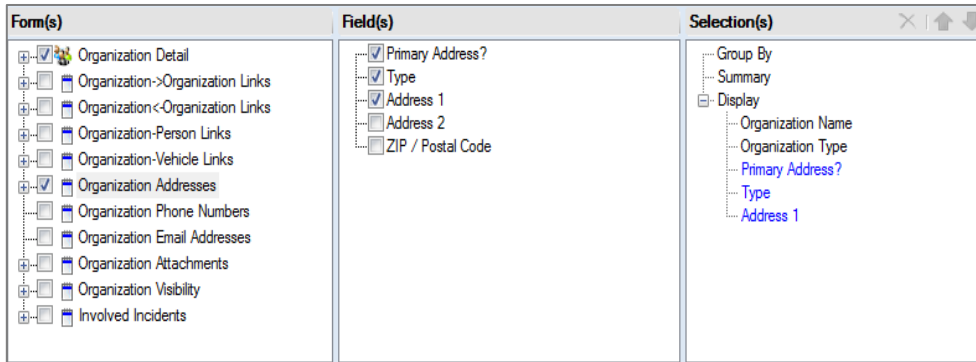 Form(s)
Organization Detail
Organization->Organization Links
Organization<-Organization Links
Organization-Person Links
Organization-Vehicle Links
Organization Addresses
Organization Phone Numbers
Organization Email Addresses
Organization Attachments
Organization Visibility
Involved Incidents
Field(s)
Primary Address?
Type
Address 1
Address 2
ZIP / Postal Code
Selection(s)
Group By
Summary
Display
Organization Name
Organization Type
Primary Address?
Type
Address 1